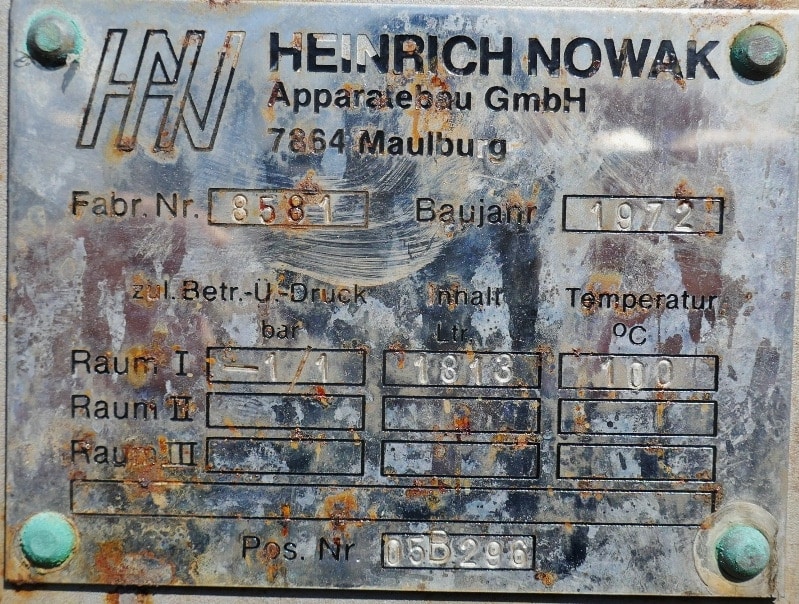 HN HEINRICH NOWAK
Apparatebau GmbH
7864 Maulburg
Fabr. Nr. 8581 Baujahr 1972
zul. Betr.-Ü.-Druck Inhalt Temperatur
bar Ltr. ºC
Raum I -1/1 1813 100
Raum II
Raum III
Pos. Nr 05B296